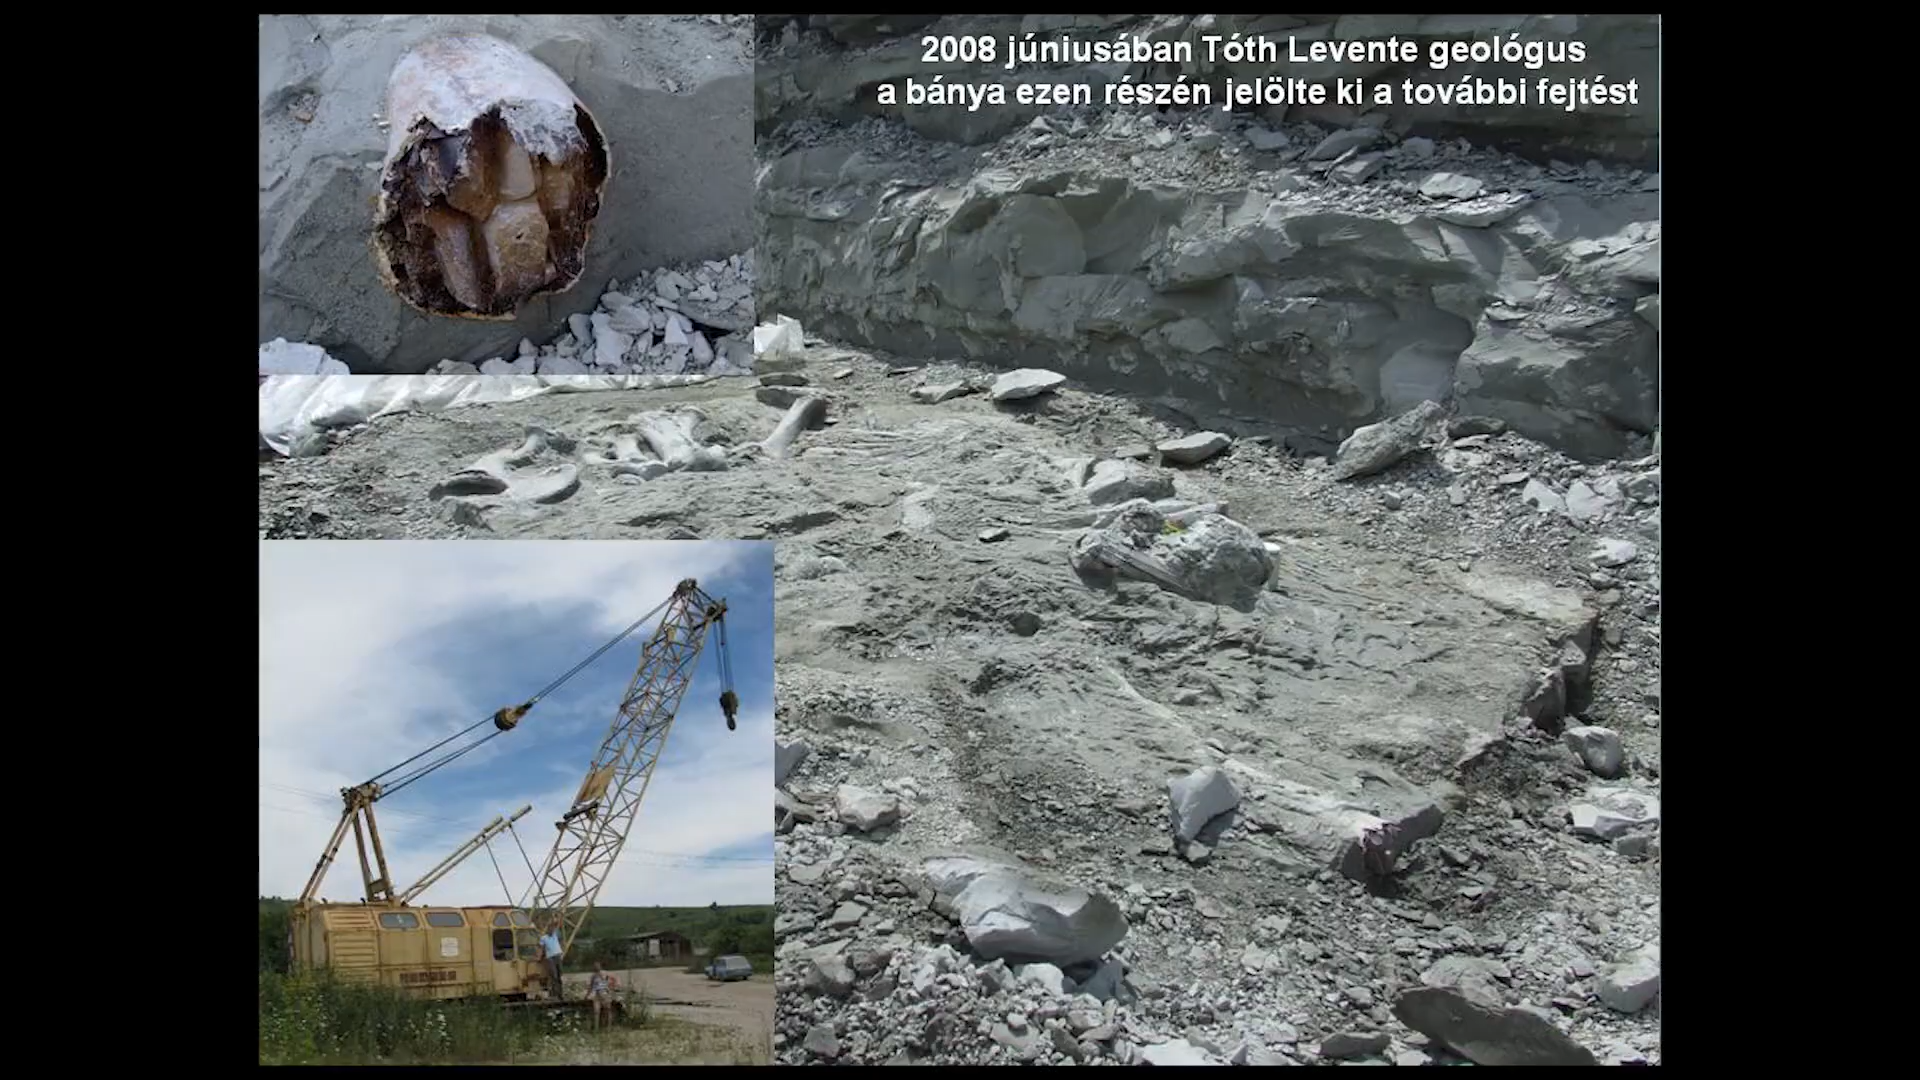 2008 júniusában Tóth Levente geológus
a bánya ezen részén jelölte ki a további fejtést